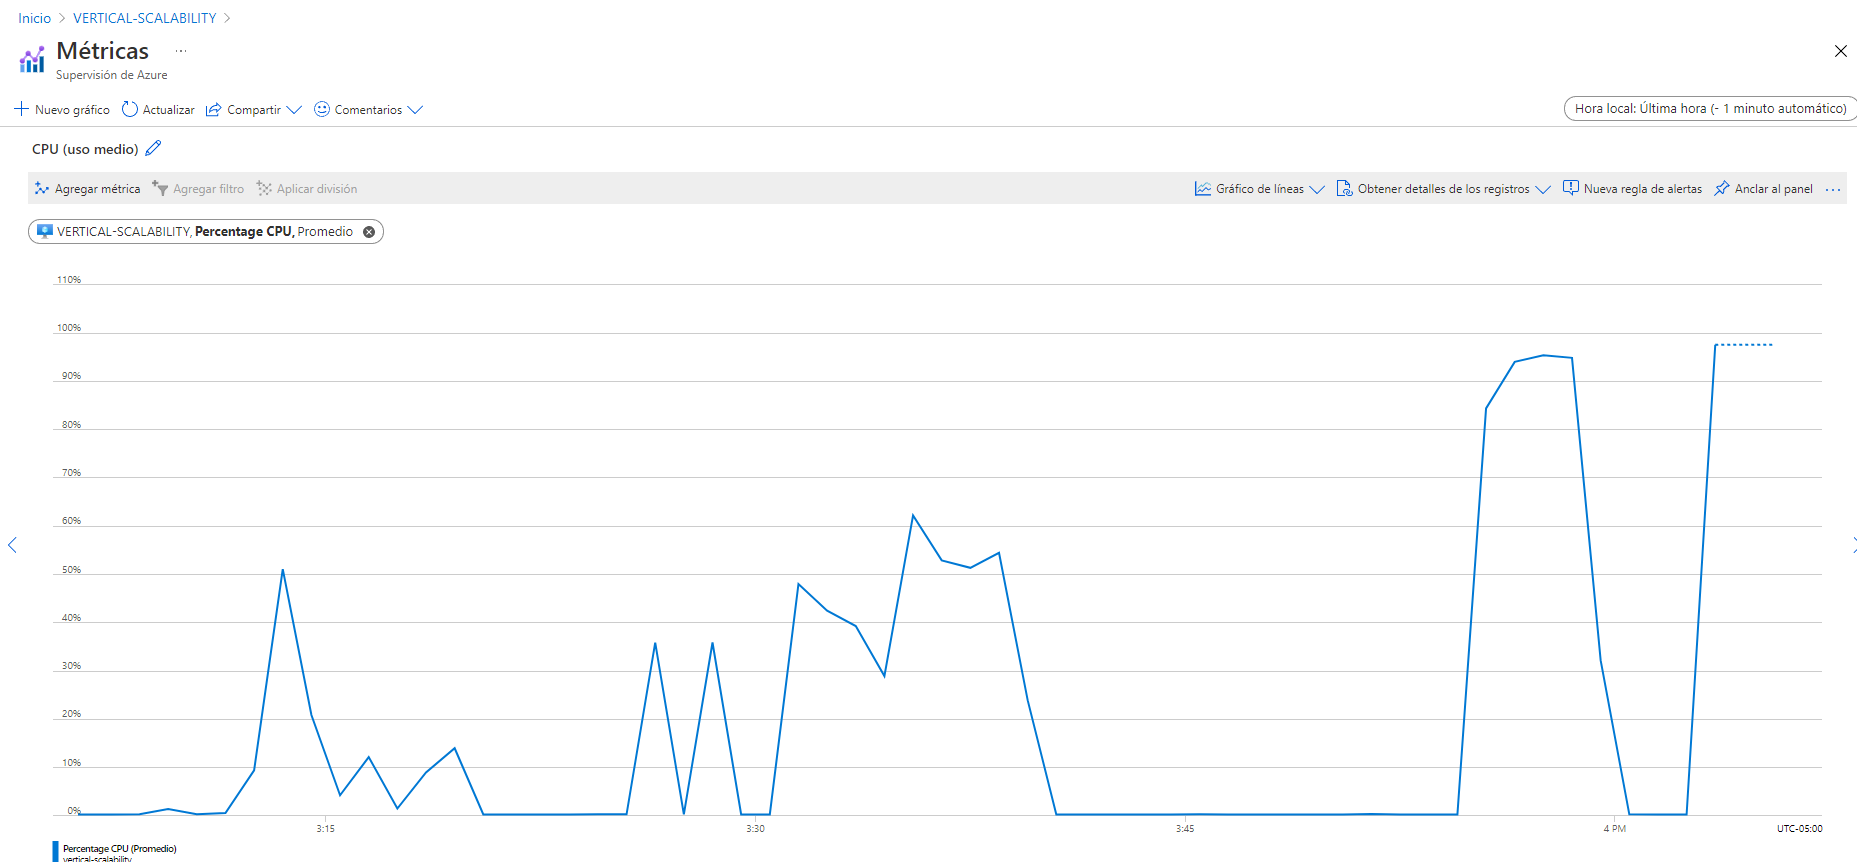 Inicio > VERTICAL-SCALABILITY >
Métricas ...
Supervisión de Azure
Nuevo gráfico Actualizar Compartir Comentarios
Hora local: Última hora (- 1 minuto automático)
CPU (uso medio)
Agregar métrica Agregar filtro Aplicar división Gráfico de líneas Obtener detalles de los registros Nueva regla de alertas Anclar al panel ...
VERTICAL-SCALABILITY, Percentage CPU, Promedio
110%
100%
90%
80%
70%
60%
50%
40%
30%
20%
10%
0%
3:15 3:30 3:45 4 PM UTC-05:00
Percentage CPU (Promedio)
vertical-scalability